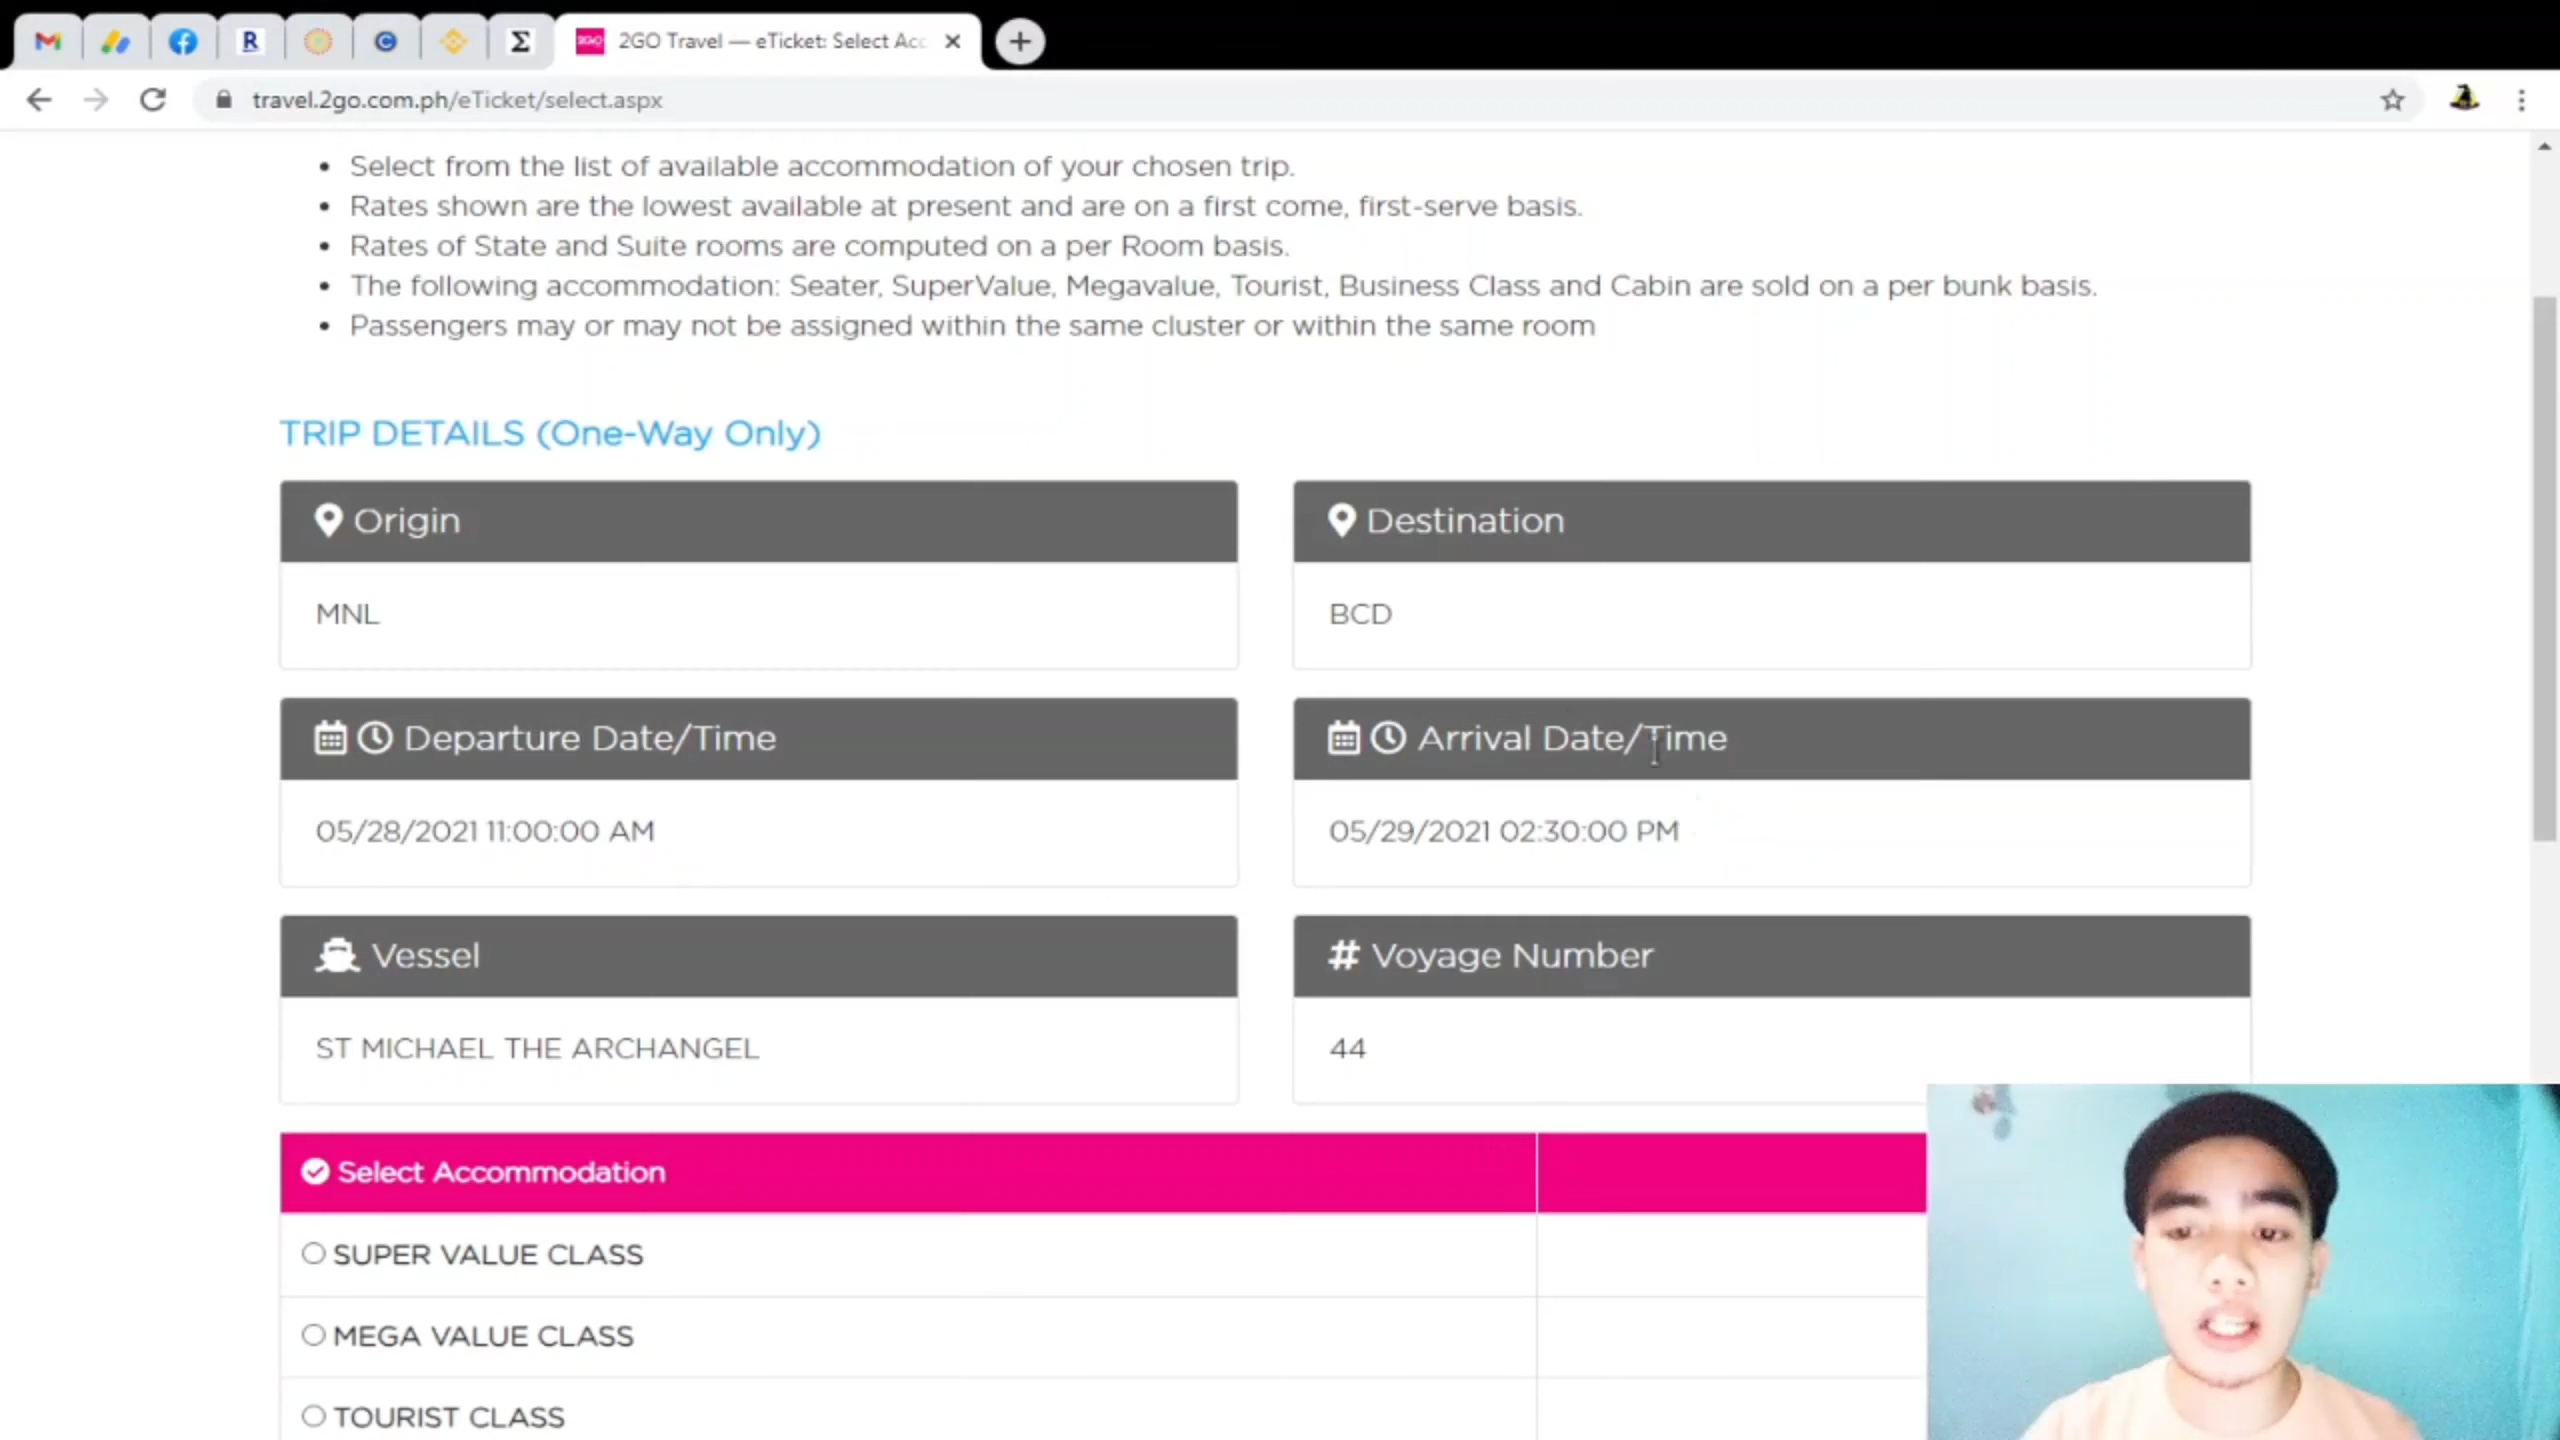 2GO Travel — eTicket: Select Acc
travel.2go.com.ph/eTicket/select.aspx
• Select from the list of available accommodation of your chosen trip.
• Rates shown are the lowest available at present and are on a first come, first-serve basis.
• Rates of State and Suite rooms are computed on a per Room basis.
• The following accommodation: Seater, SuperValue, Megavalue, Tourist, Business Class and Cabin are sold on a per bunk basis.
• Passengers may or may not be assigned within the same cluster or within the same room
TRIP DETAILS (One-Way Only)
Origin
MNL
Destination
BCD
Departure Date/Time
05/28/2021 11:00:00 AM
Arrival Date/Time
05/29/2021 02:30:00 PM
Vessel
ST MICHAEL THE ARCHANGEL
# Voyage Number
44
Select Accommodation
SUPER VALUE CLASS
MEGA VALUE CLASS
TOURIST CLASS